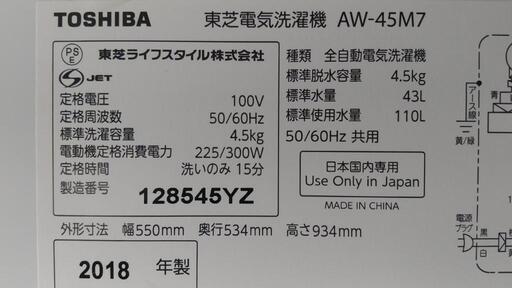 TOSHIBA 東芝電気洗濯機 AW-45M7
PS
E
東芝ライフスタイル株式会社
S JET
定格電圧 100V
定格周波数 50/60Hz
標準洗濯容量 4.5kg
電動機定格消費電力 225/300W
定格時間 洗いのみ 15分
製造番号 128545YZ
種類 全自動電気洗濯機
標準脱水容量 4.5kg
標準水量 43L
標準使用水量 110L
50/60Hz 共用
日本国内専用
Use Only in Japan
MADE IN CHINA
外形寸法 幅550mm 奥行534mm 高さ934mm
2018 年製
アース線
青
黄/緑
電源
プラグ
黒